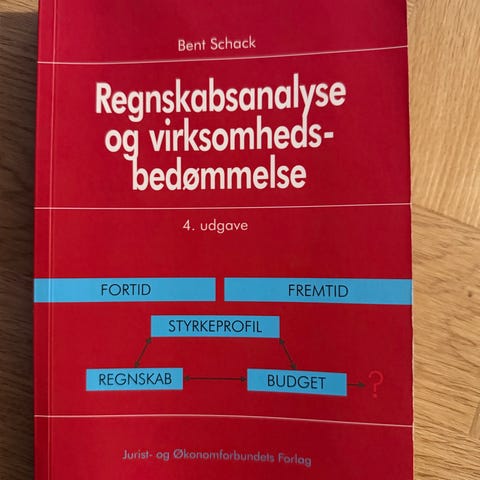 Bent Schack
Regnskabsanalyse
og virksomheds-
bedømmelse
4. udgave
FORTID FREMTID
STYRKEPROFIL
REGNSKAB BUDGET ?
Jurist- og Økonomforbundets Forlag